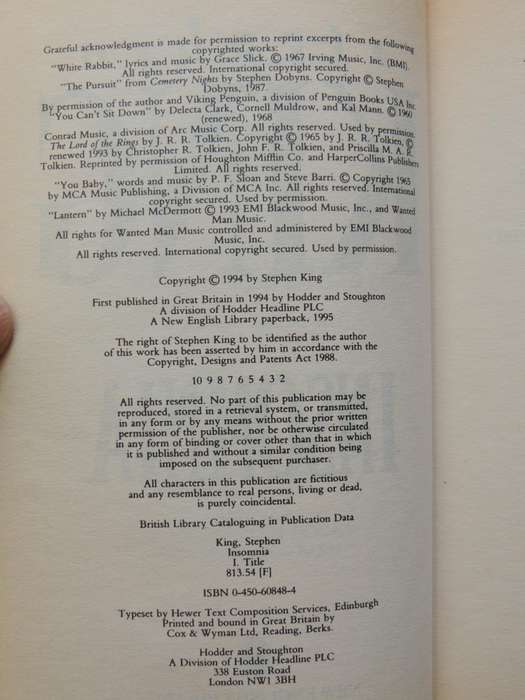 Grateful acknowledgment is made for permission to reprint excerpts from the following
copyrighted works:
"White Rabbit," lyrics and music by Grace Slick. © 1967 Irving Music, Inc. (BMI).
All rights reserved. International copyright secured.
"The Pursuit" from Cemetery Nights by Stephen Dobyns. Copyright © Stephen
Dobyns, 1987.
By permission of the author and Viking Penguin, a division of Penguin Books USA Inc.
"You Can't Sit Down" by Delecta Clark, Cornell Muldrow, and Kal Mann. © 1960
(renewed), 1968
Conrad Music, a division of Arc Music Corp. All rights reserved. Used by permission.
The Lord of the Rings by J. R. R. Tolkien. Copyright © 1965 by J. R. R. Tolkien, ©
renewed 1993 by Christopher R. Tolkien, John F. R. Tolkien, and Priscilla M. A. R.
Tolkien. Reprinted by permission of Houghton Mifflin Co. and HarperCollins Publishers
Limited. All rights reserved.
"You Baby," words and music by P. F. Sloan and Steve Barri. © Copyright 1965
by MCA Music Publishing, a Division of MCA Inc. All rights reserved. International
copyright secured. Used by permission.
"Lantern" by Michael McDermott © 1993 EMI Blackwood Music, Inc., and Wanted
Man Music.
All rights for Wanted Man Music controlled and administered by EMI Blackwood
Music, Inc.
All rights reserved. International copyright secured. Used by permission.
Copyright © 1994 by Stephen King
First published in Great Britain in 1994 by Hodder and Stoughton
A division of Hodder Headline PLC
A New English Library paperback, 1995
The right of Stephen King to be identified as the author
of this work has been asserted by him in accordance with the
Copyright, Designs and Patents Act 1988.
10 9 8 7 6 5 4 3 2
All rights reserved. No part of this publication may be
reproduced, stored in a retrieval system, or transmitted,
in any form or by any means without the prior written
permission of the publisher, nor be otherwise circulated
in any form of binding or cover other than that in which
it is published and without a similar condition being
imposed on the subsequent purchaser.
All characters in this publication are fictitious
and any resemblance to real persons, living or dead,
is purely coincidental.
British Library Cataloguing in Publication Data
King, Stephen
Insomnia
I. Title
813.54 [F]
ISBN 0-450-60848-4
Typeset by Hewer Text Composition Services, Edinburgh
Printed and bound in Great Britain by
Cox & Wyman Ltd, Reading, Berks.
Hodder and Stoughton
A Division of Hodder Headline PLC
338 Euston Road
London NW1 3BH